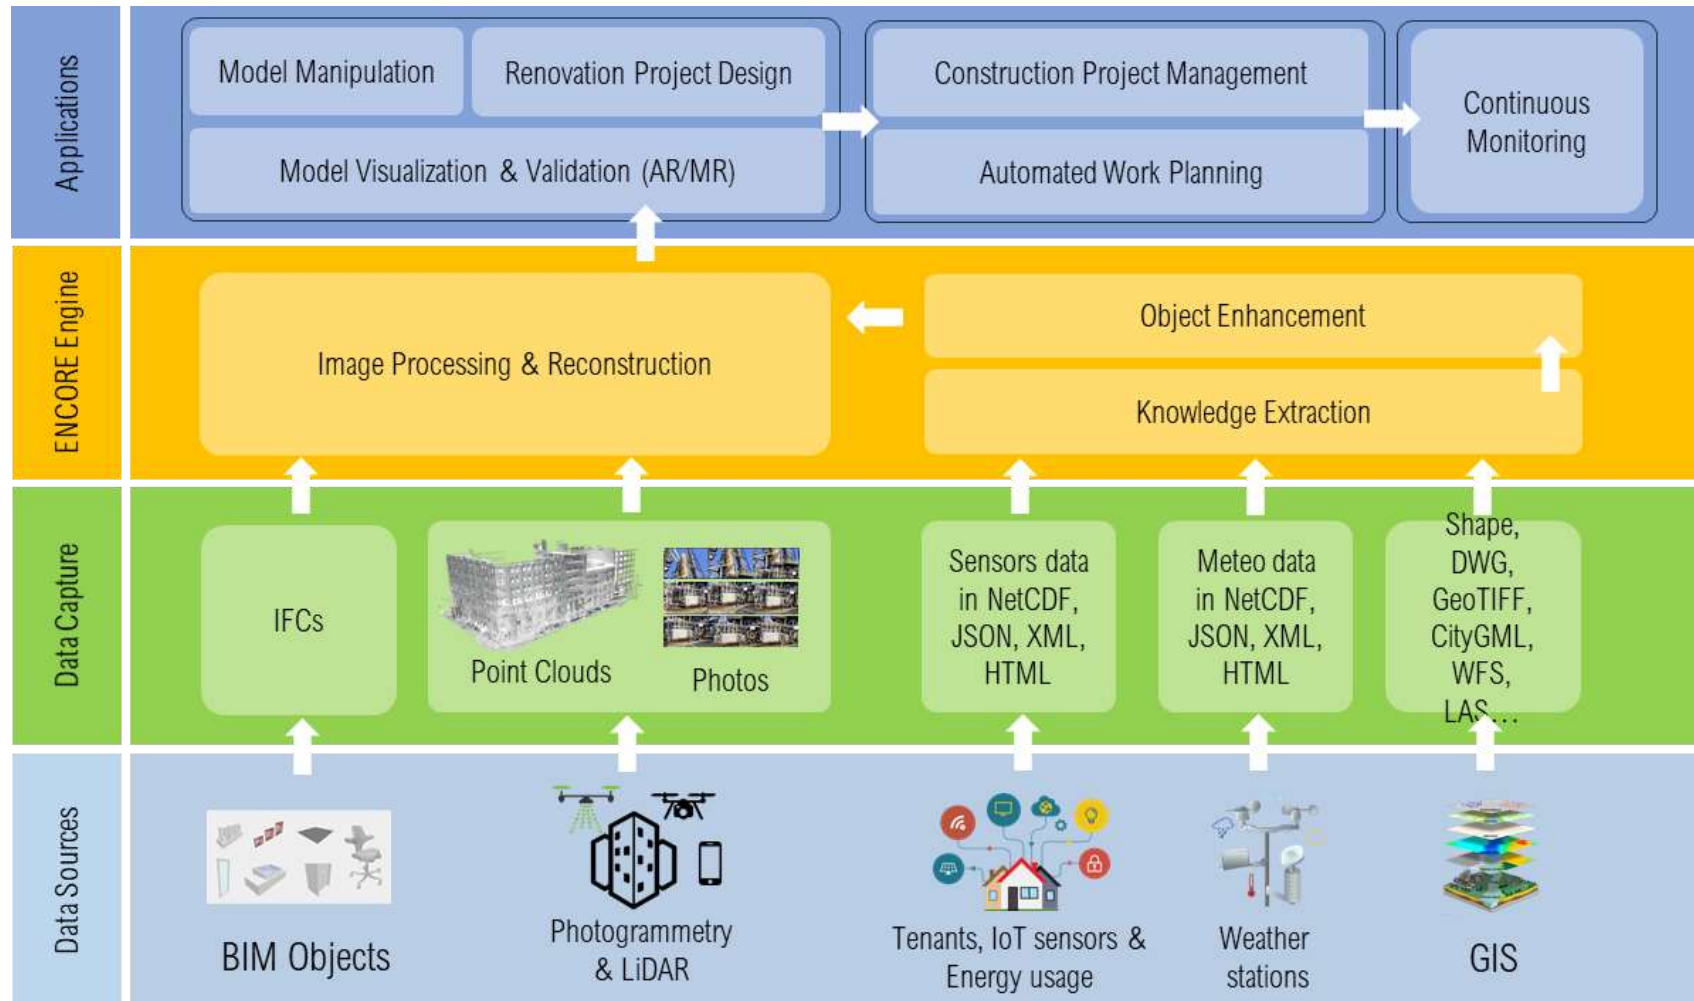 Applications
Model Manipulation
Renovation Project Design
Model Visualization & Validation (AR/MR)
Construction Project Management
Automated Work Planning
Continuous
Monitoring
ENCORE Engine
Image Processing & Reconstruction
Object Enhancement
Knowledge Extraction
Data Capture
IFCs
Point Clouds
Photos
Sensors data
in NetCDF,
JSON, XML,
HTML
Meteo data
in NetCDF,
JSON, XML,
HTML
Shape,
DWG,
GeoTIFF,
CityGML,
WFS,
LAS...
Data Sources
BIM Objects
Photogrammetry
& LiDAR
Tenants, IoT sensors &
Energy usage
Weather
stations
GIS